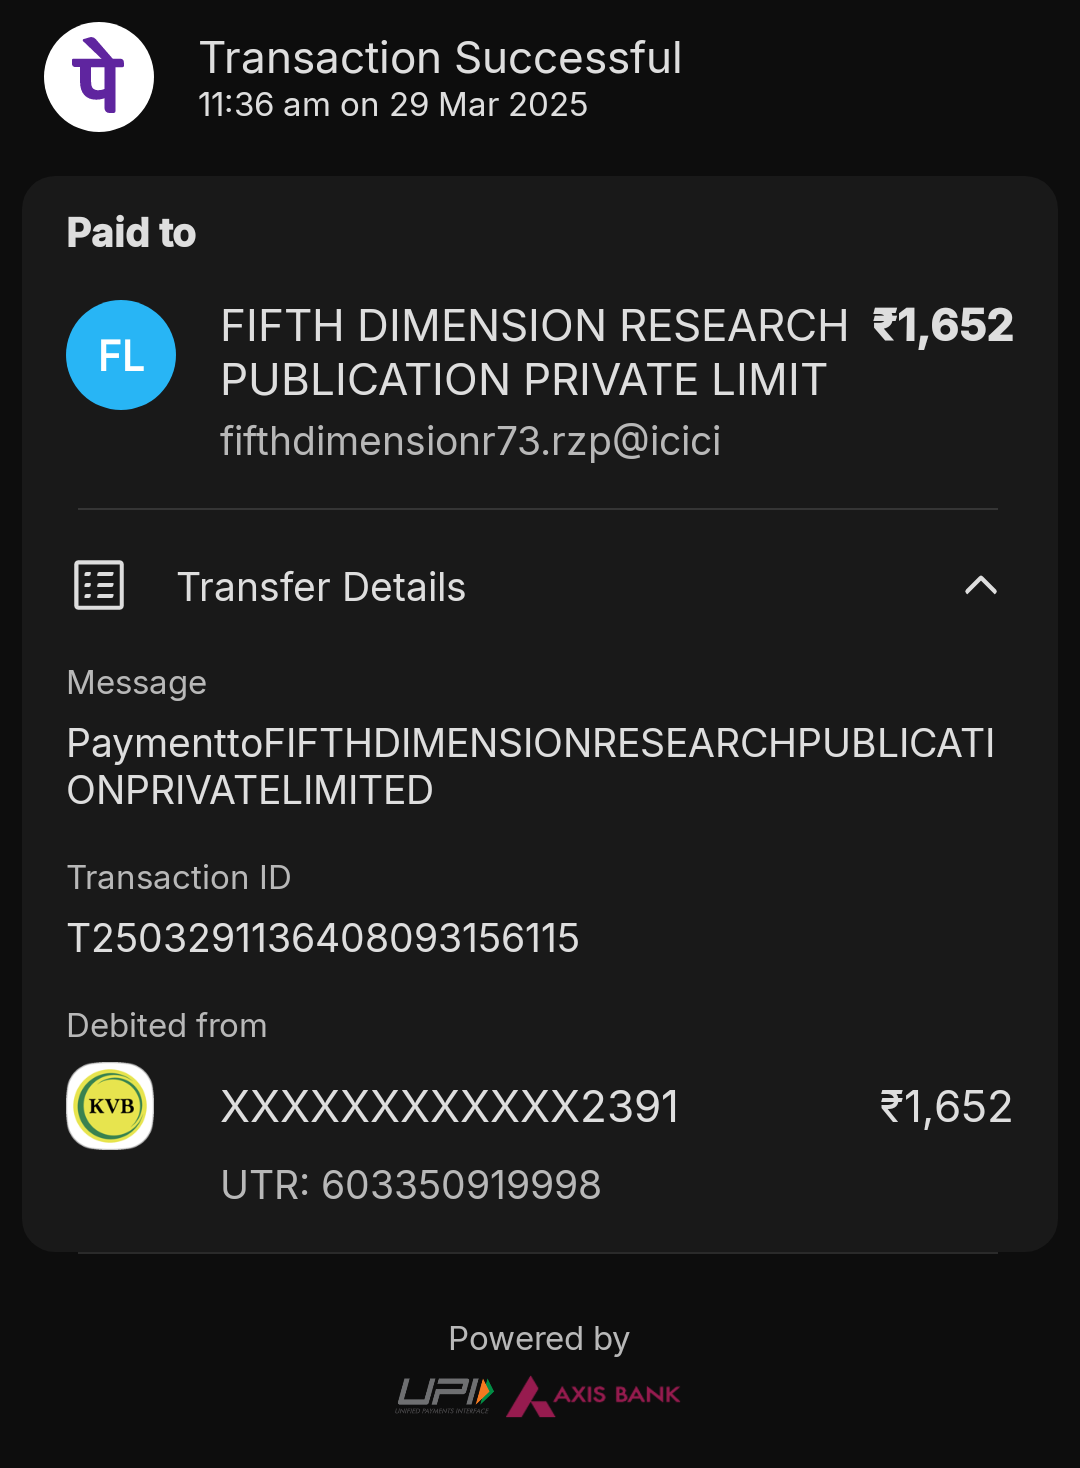 पे
Transaction Successful
11:36 am on 29 Mar 2025
Paid to
FL
FIFTH DIMENSION RESEARCH ₹1,652
PUBLICATION PRIVATE LIMIT
fifthdimensionr73.rzp@icici
Transfer Details
Message
PaymenttoFIFTHDIMENSIONRESEARCHPUBLICATI
ONPRIVATELIMITED
Transaction ID
T2503291136408093156115
Debited from
KVB
XXXXXXXXXXXX2391 ₹1,652
UTR: 603350919998
Powered by
UPI AXIS BANK
UNIFIED PAYMENTS INTERFACE